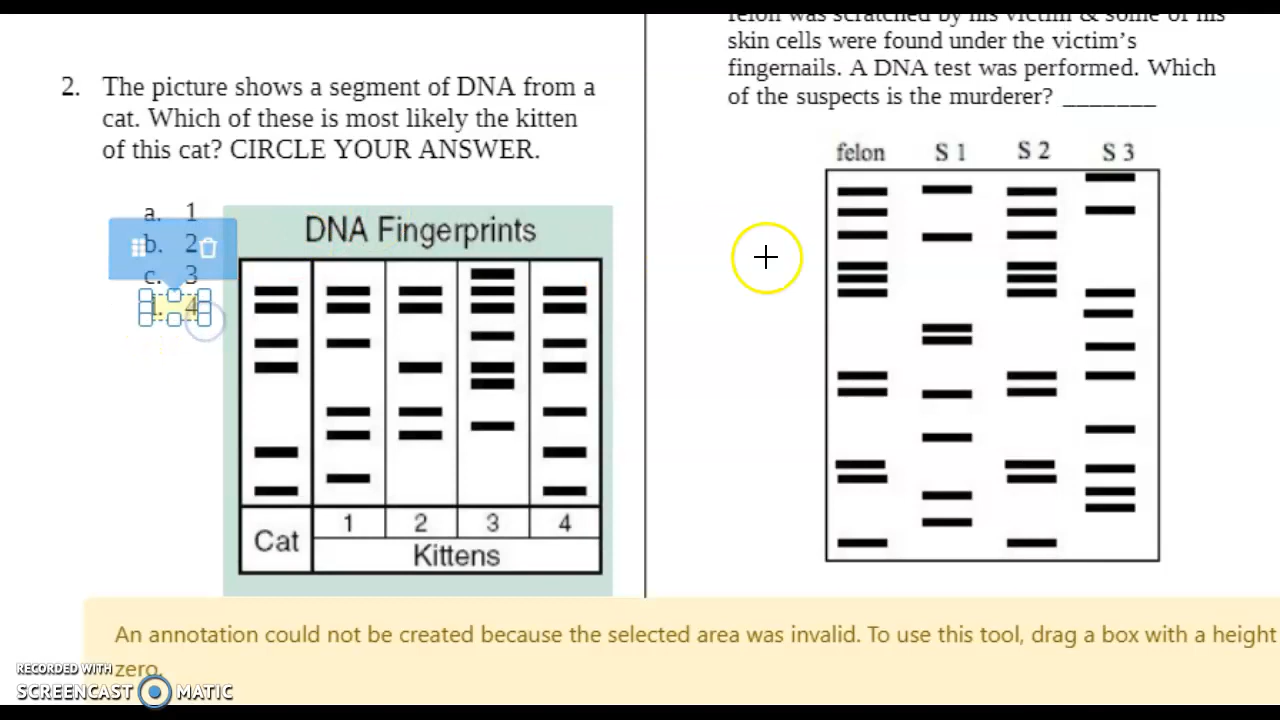 2. The picture shows a segment of DNA from a
cat. Which of these is most likely the kitten
of this cat? CIRCLE YOUR ANSWER.
a. 1
b. 2
c. 3
4
DNA Fingerprints
Cat
1 2 3 4
Kittens
felon was scratched by his victim & some of his
skin cells were found under the victim's
fingernails. A DNA test was performed. Which
of the suspects is the murderer? _______
felon S 1 S 2 S 3
An annotation could not be created because the selected area was invalid. To use this tool, drag a box with a height
zero.
RECORDED WITH
SCREENCAST MATIC